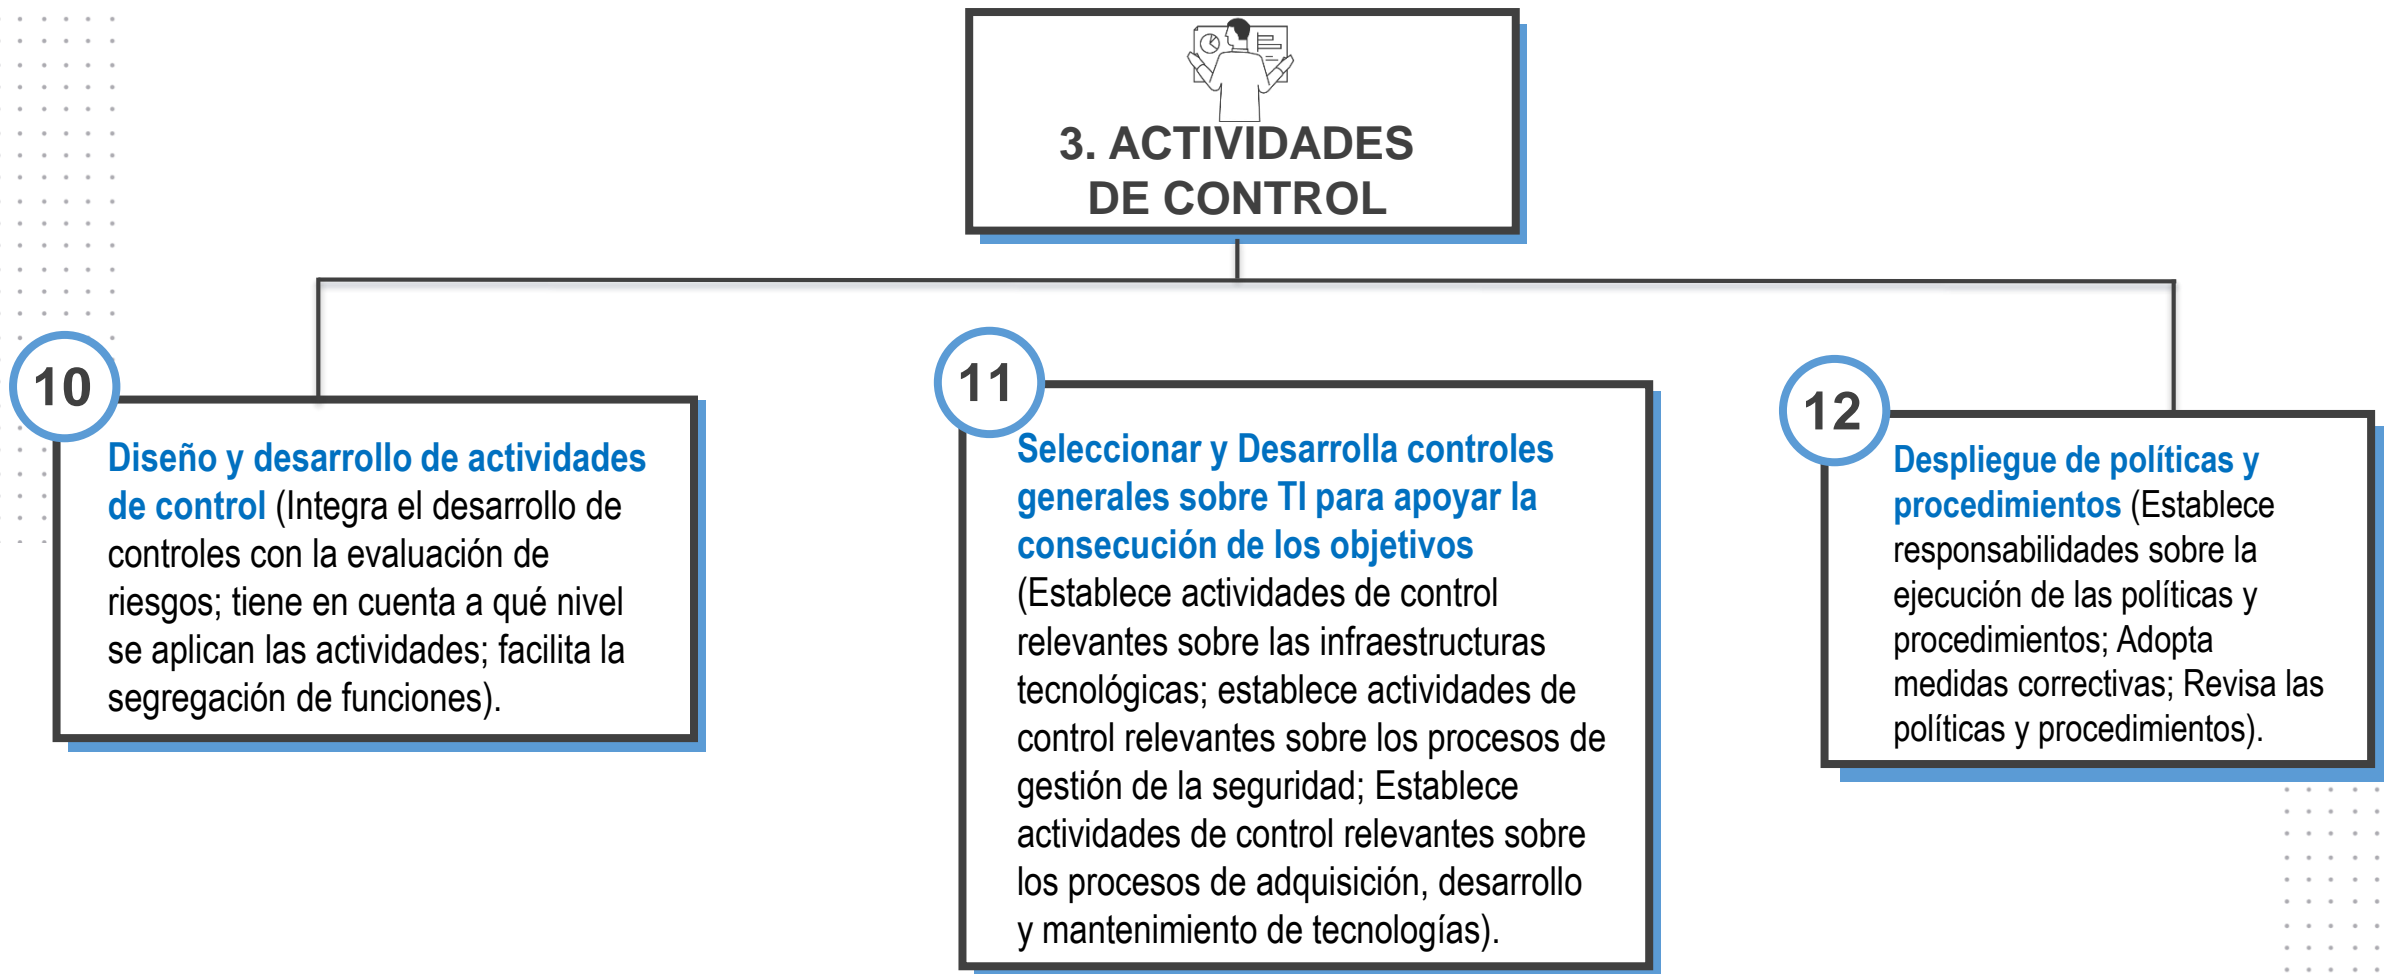 3. ACTIVIDADES
DE CONTROL
10
Diseño y desarrollo de actividades
de control (Integra el desarrollo de
controles con la evaluación de
riesgos; tiene en cuenta a qué nivel
se aplican las actividades; facilita la
segregación de funciones).
11
Seleccionar y Desarrolla controles
generales sobre TI para apoyar la
consecución de los objetivos
(Establece actividades de control
relevantes sobre las infraestructuras
tecnológicas; establece actividades de
control relevantes sobre los procesos de
gestión de la seguridad; Establece
actividades de control relevantes sobre
los procesos de adquisición, desarrollo
y mantenimiento de tecnologías).
12
Despliegue de políticas y
procedimientos (Establece
responsabilidades sobre la
ejecución de las políticas y
procedimientos; Adopta
medidas correctivas; Revisa las
políticas y procedimientos).